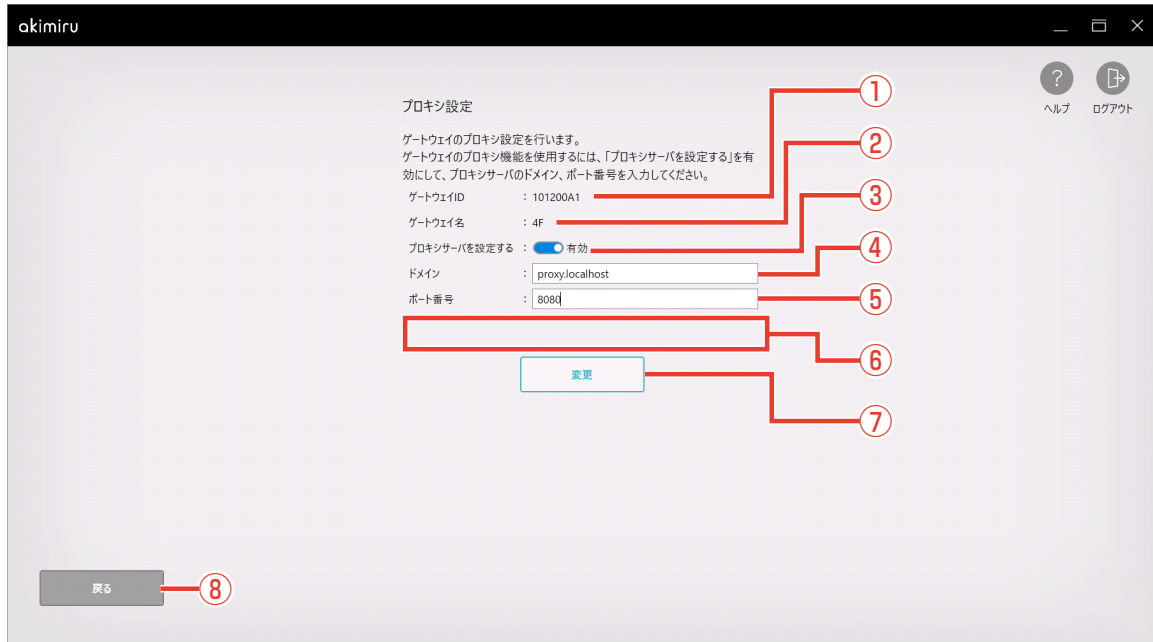 akimiru
①
プロキシ設定
ヘルプ
ログアウト
ゲートウェイのプロキシ設定を行います。
②
ゲートウェイのプロキシ機能を使用するには、「プロキシサーバを設定する」を有
効にして、プロキシサーバのドメイン、ポート番号を入力してください。
ゲートウェイID : 101200A1
③
ゲートウェイ名 : 4F
プロキシサーバを設定する : 有効
④
ドメイン : proxy.localhost
ポート番号 : 8080
⑤
⑥
変更
⑦
戻る
⑧